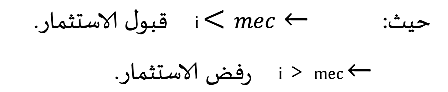 حيث: i < mec ← قبول الاستثمار.
i > mec ← رفض الاستثمار.